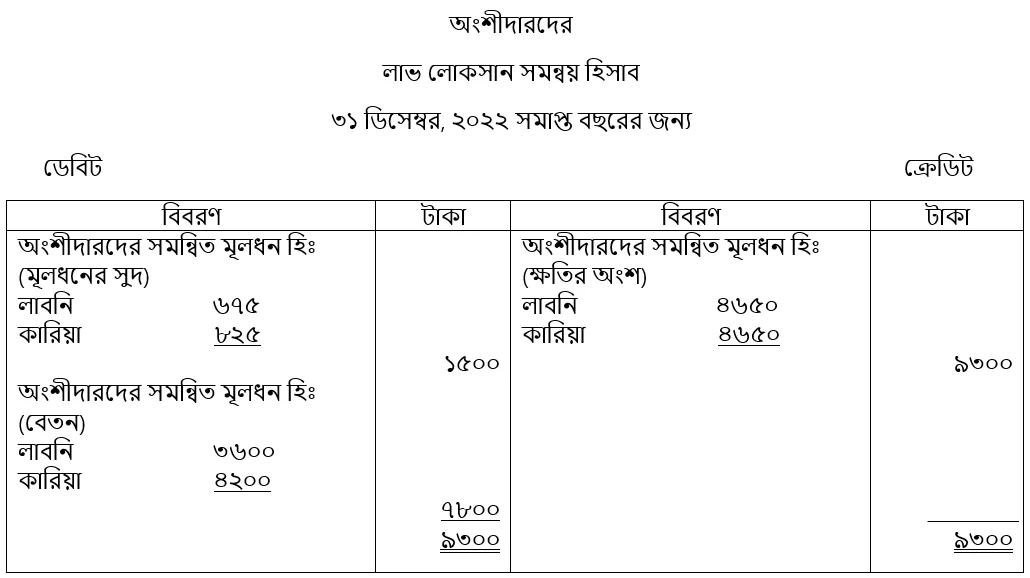 অংশীদারদের
লাভ লোকসান সমন্বয় হিসাব
৩১ ডিসেম্বর, ২০২২ সমাপ্ত বছরের জন্য
ডেবিট ক্রেডিট
বিবরণ টাকা বিবরণ টাকা
অংশীদারদের সমন্বিত মূলধন হিঃ অংশীদারদের সমন্বিত মূলধন হিঃ
(মূলধনের সুদ) (ক্ষতির অংশ)
লাবনি ৬৭৫ লাবনি ৪৬৫০
কারিয়া ৮২৫ কারিয়া ৪৬৫০
১৫০০ ৯৩০০
অংশীদারদের সমন্বিত মূলধন হিঃ
(বেতন)
লাবনি ৩৬০০
কারিয়া ৪২০০
৭৮০০
৯৩০০ ৯৩০০